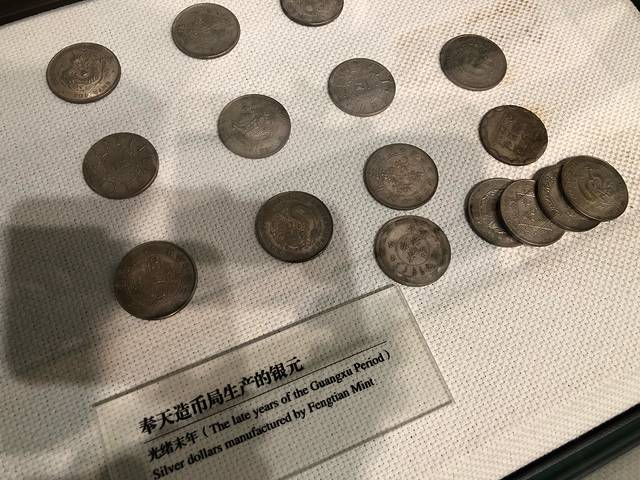 奉天造币局生产的银元
光绪末年 ( The late years of the Guangxu Period )
Silver dollars manufactured by Fengtian Mint